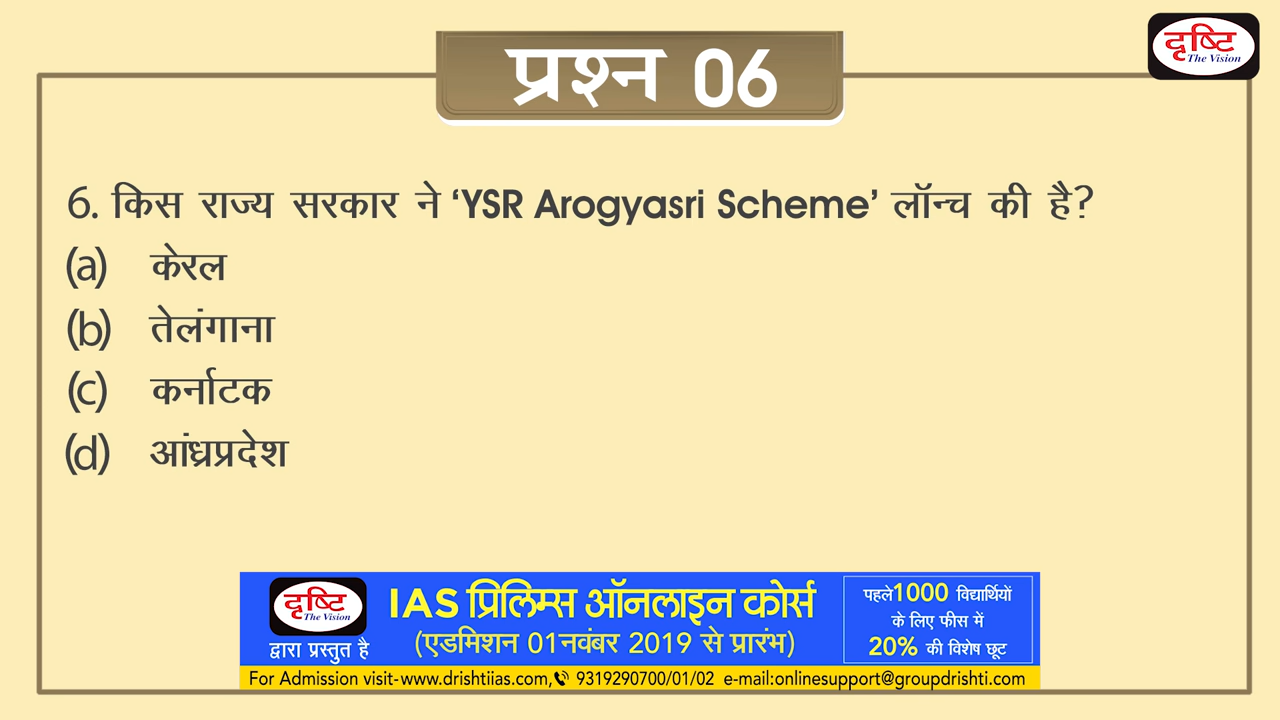 दृष्टि
The Vision
प्रश्न 06
6. किस राज्य सरकार ने ‘YSR Arogyasri Scheme’ लॉन्च की है?
(a) केरल
(b) तेलंगाना
(c) कर्नाटक
(d) आंध्रप्रदेश
दृष्टि
The Vision
द्वारा प्रस्तुत है
IAS प्रिलिम्स ऑनलाइन कोर्स
(एडमिशन 01नवंबर 2019 से प्रारंभ)
पहले1000 विद्यार्थियों
के लिए फीस में
20% की विशेष छूट
For Admission visit-www.drishtiias.com, 9319290700/01/02 e-mail:onlinesupport@groupdrishti.com